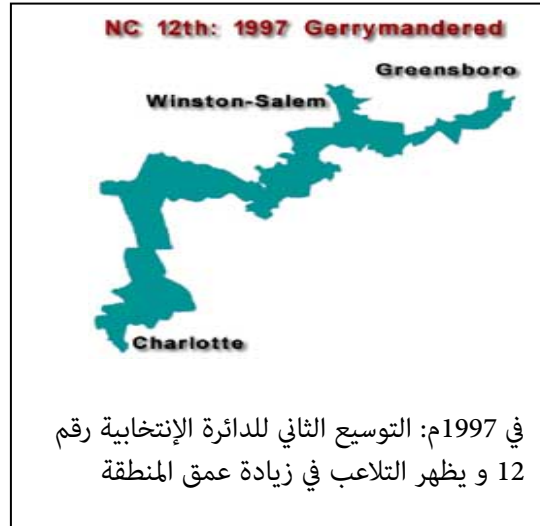 NC 12th: 1997 Gerrymandered
Greensboro
Winston-Salem
Charlotte
في 1997م: التوسيع الثاني للدائرة الإنتخابية رقم
12 و يظهر التلاعب في زيادة عمق المنطقة